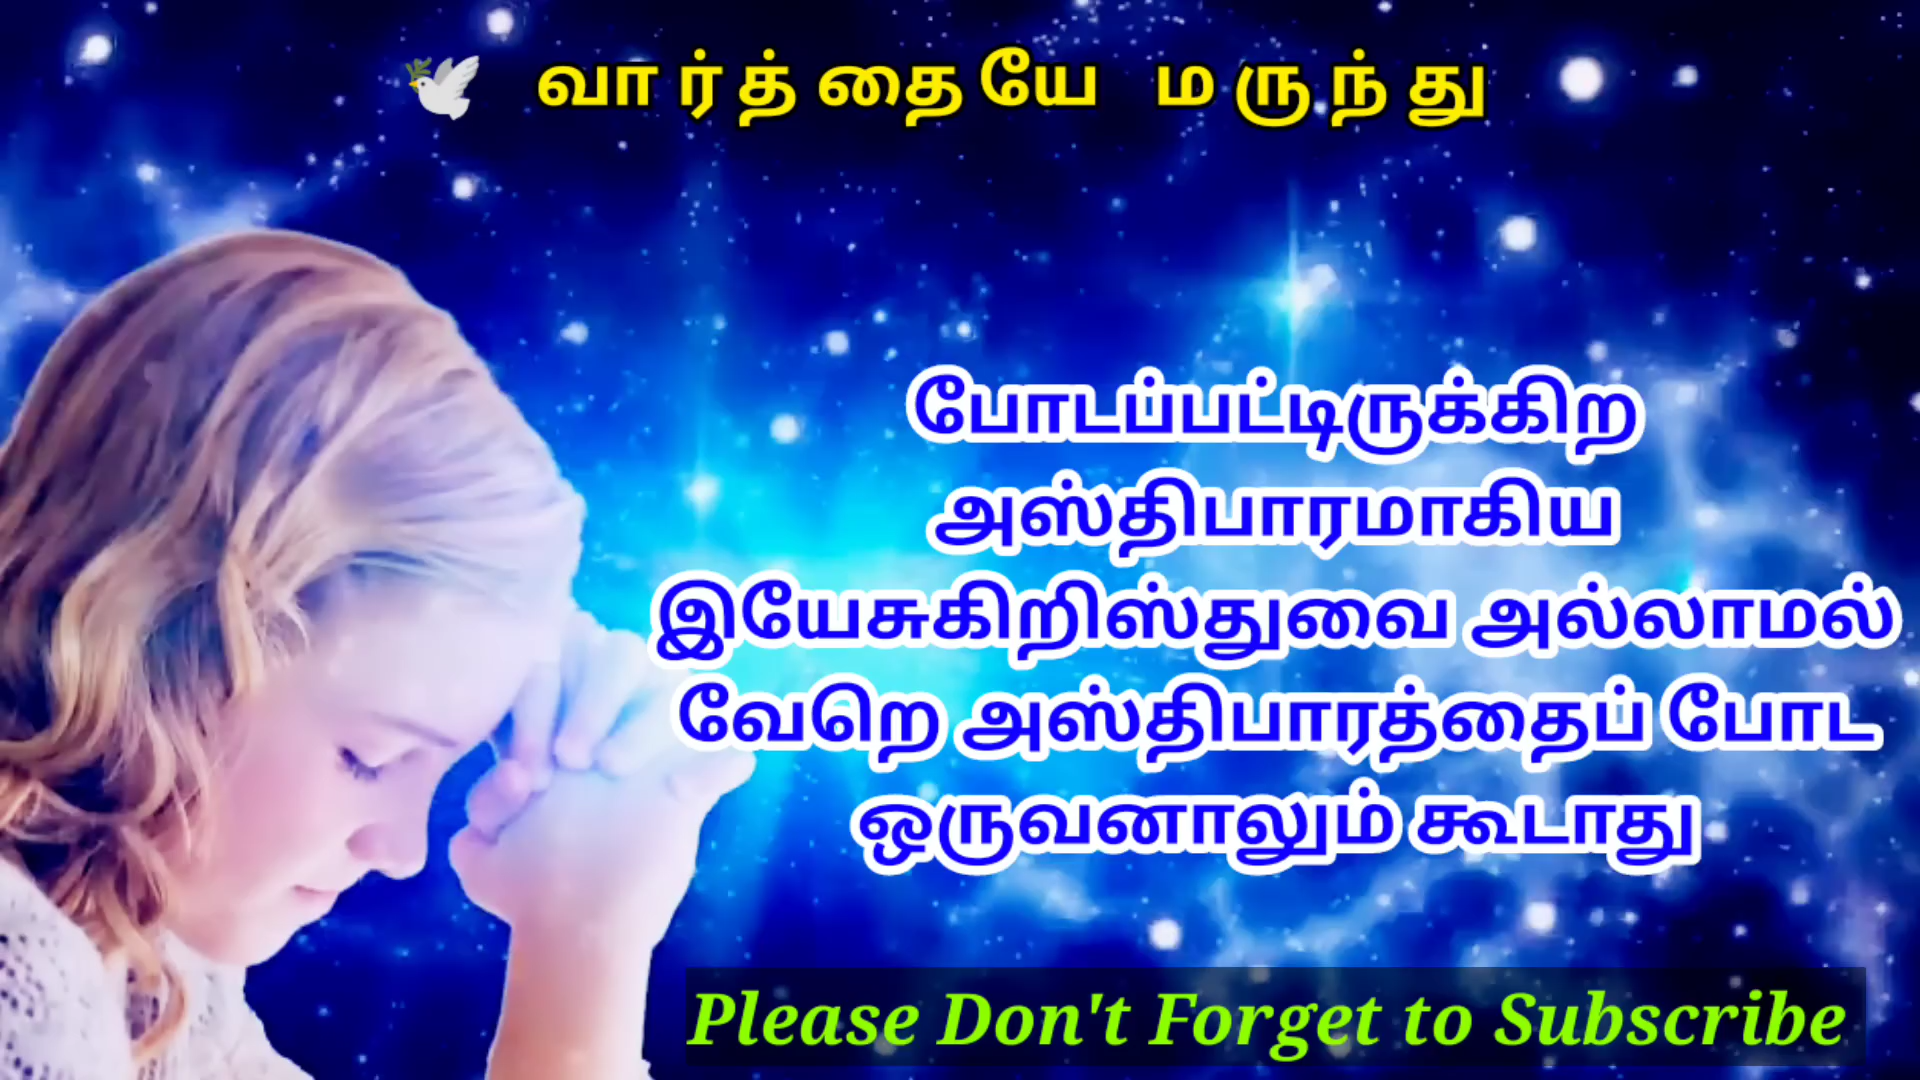 🕊 வார்த்தையே மருந்து
போடப்பட்டிருக்கிற
அஸ்திபாரமாகிய
இயேசுகிறிஸ்துவை அல்லாமல்
வேறெ அஸ்திபாரத்தைப் போட
ஒருவனாலும் கூடாது
Please Don't Forget to Subscribe